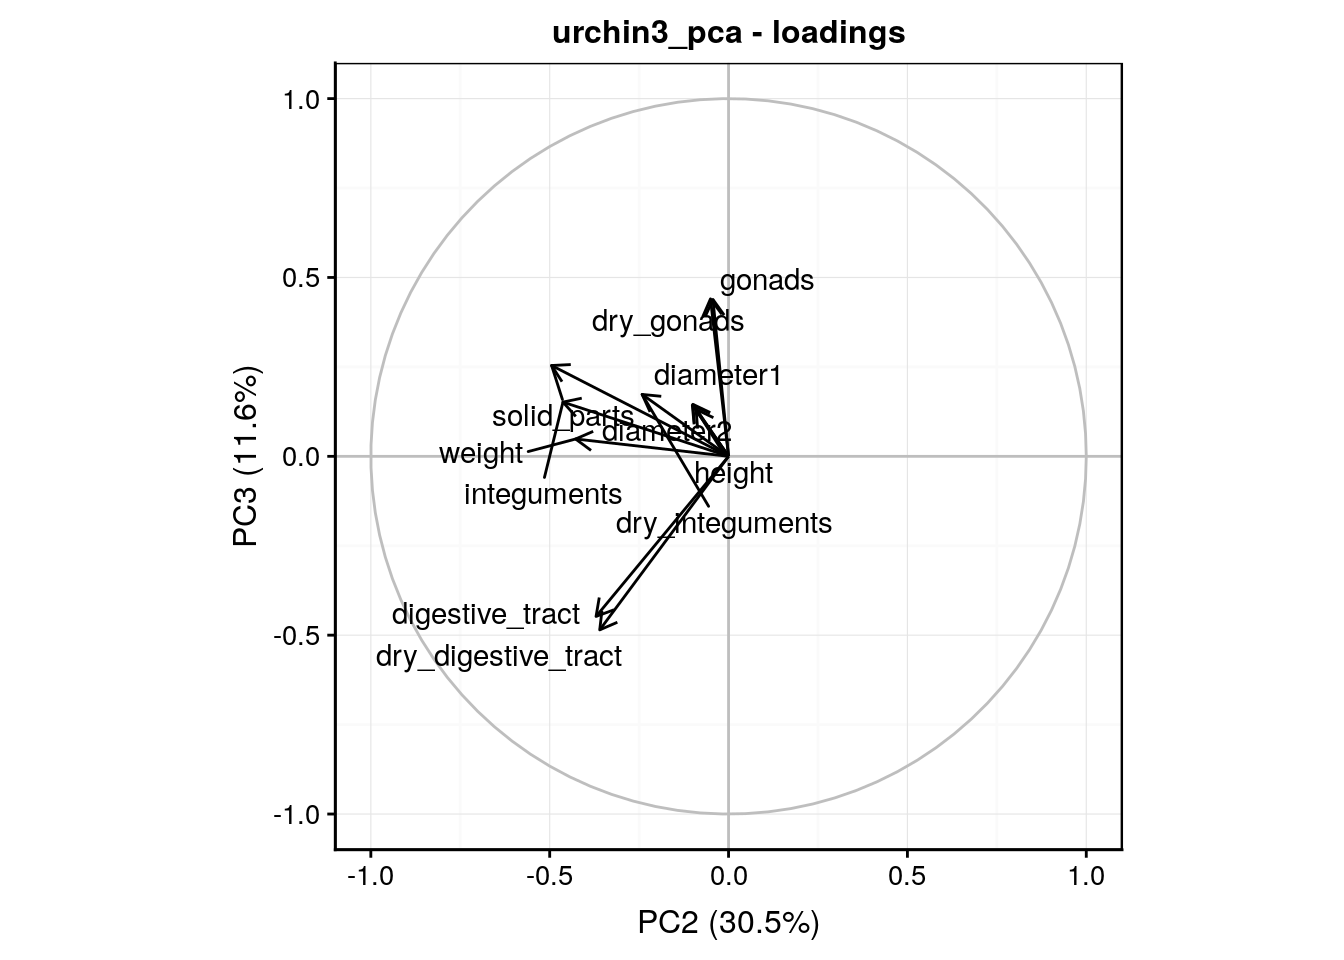 urchin3_pca - loadings
1.0
0.5
0.0
-0.5
-1.0
PC3 (11.6%)
gonads
dry_gonads
diameter1
solid_parts
diameter2
weight
height
integuments
dry_integuments
digestive_tract
dry_digestive_tract
-1.0
-0.5
0.0
0.5
1.0
PC2 (30.5%)